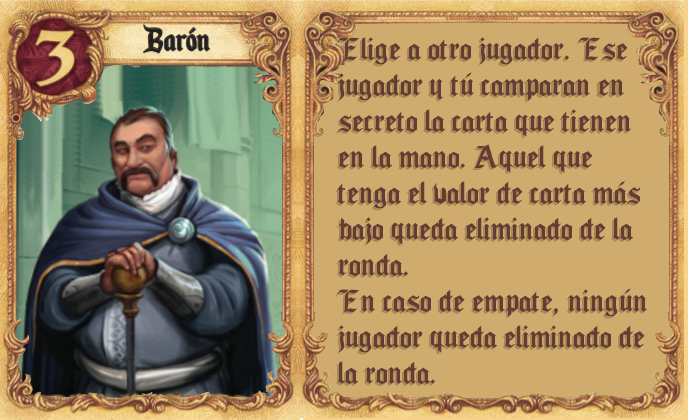 3
Barón
Elige a otro jugador. Ese
jugador y tú camparan en
secreto la carta que tienen
en la mano. Aquel que
tenga el valor de carta más
bajo queda eliminado de la
ronda.
En caso de empate, ningún
jugador queda eliminado de
la ronda.